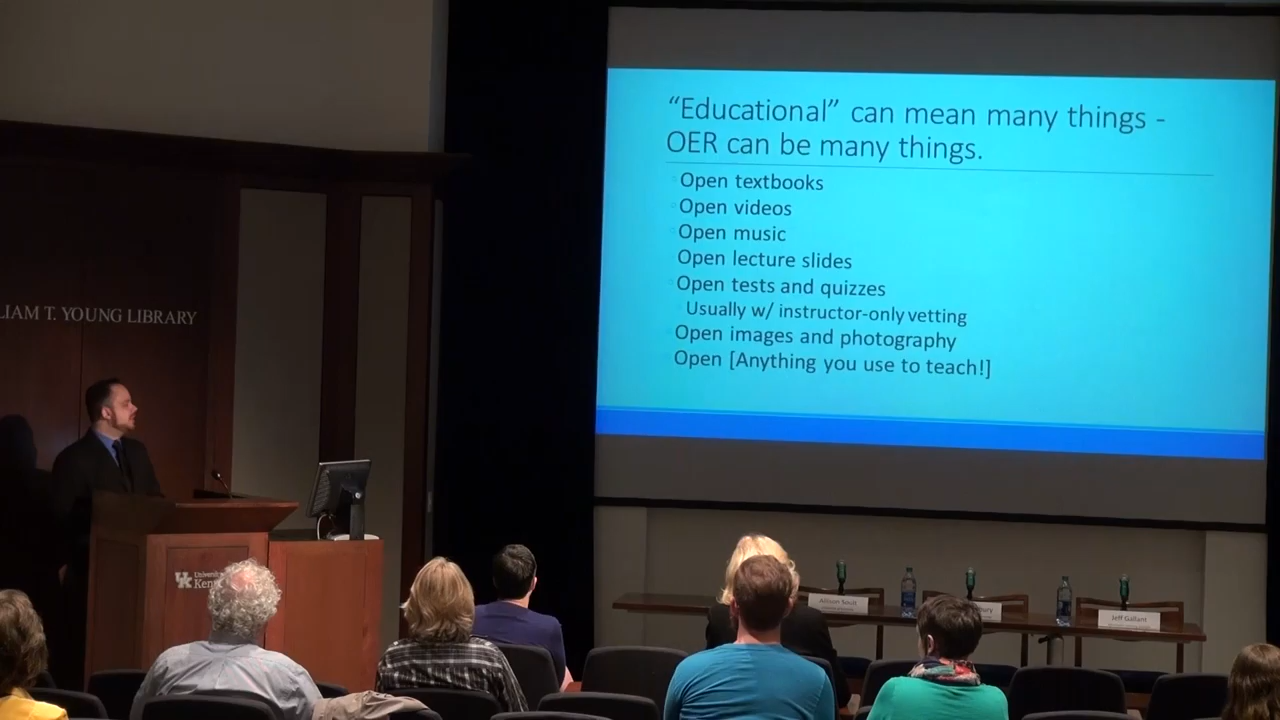 “Educational” can mean many things -
OER can be many things.
Open textbooks
Open videos
Open music
Open lecture slides
Open tests and quizzes
Usually w/ instructor-only vetting
Open images and photography
Open [Anything you use to teach!]
LIAM T. YOUNG LIBRARY
UK
Allison Soult
Jeff Gallant